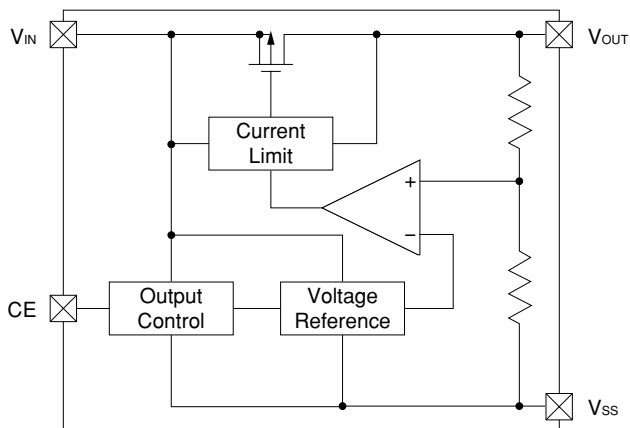 VIN
VOUT
Current
Limit
+
−
CE
Output
Control
Voltage
Reference
VSS